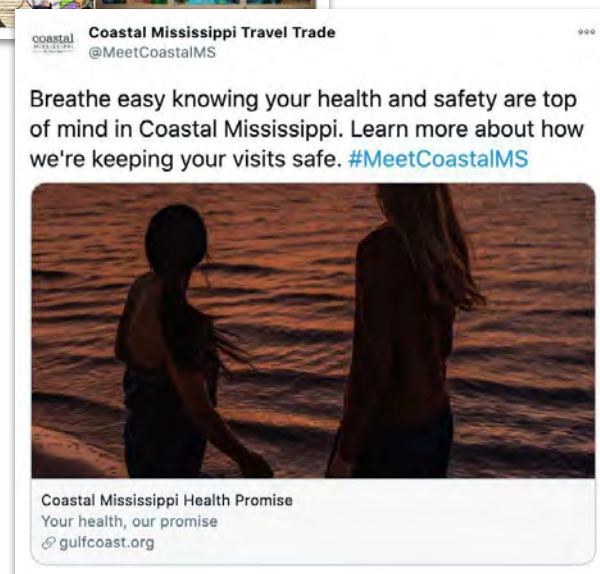 coastal
MISSISSIPPI
Coastal Mississippi Travel Trade
@MeetCoastalMS
Breathe easy knowing your health and safety are top
of mind in Coastal Mississippi. Learn more about how
we're keeping your visits safe. #MeetCoastalMS
Coastal Mississippi Health Promise
Your health, our promise
gulfcoast.org